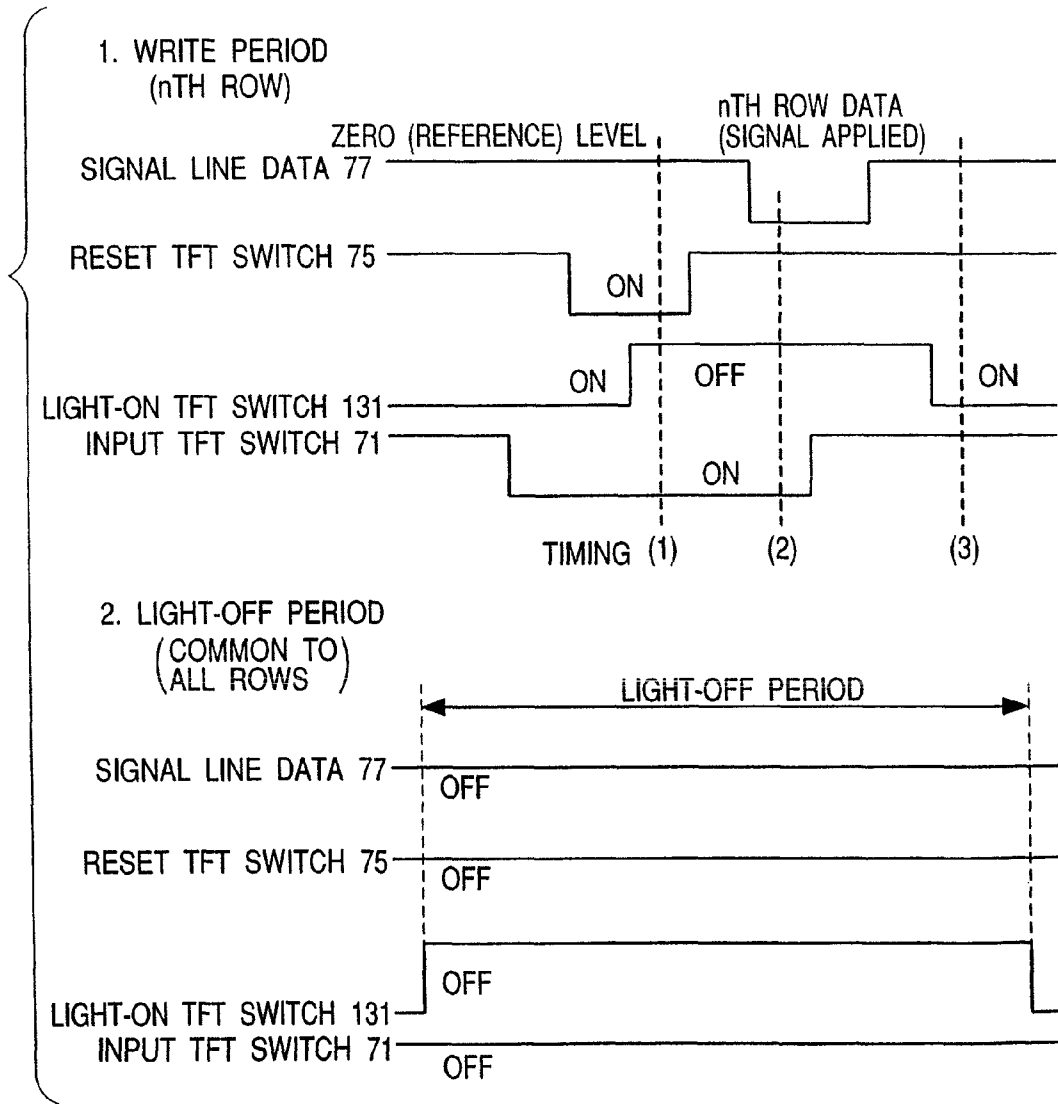 1. WRITE PERIOD
(nTH ROW)
ZERO (REFERENCE) LEVEL
nTH ROW DATA
(SIGNAL APPLIED)
SIGNAL LINE DATA 77
RESET TFT SWITCH 75
ON
ON
OFF
ON
LIGHT-ON TFT SWITCH 131
INPUT TFT SWITCH 71
ON
TIMING (1) (2) (3)
2. LIGHT-OFF PERIOD
(COMMON TO
ALL ROWS)
LIGHT-OFF PERIOD
SIGNAL LINE DATA 77
OFF
RESET TFT SWITCH 75
OFF
OFF
LIGHT-ON TFT SWITCH 131
INPUT TFT SWITCH 71
OFF